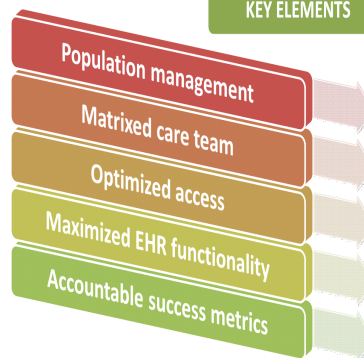 KEY ELEMENTS
Population management
Matrixed care team
Optimized access
Maximized EHR functionality
Accountable success metrics